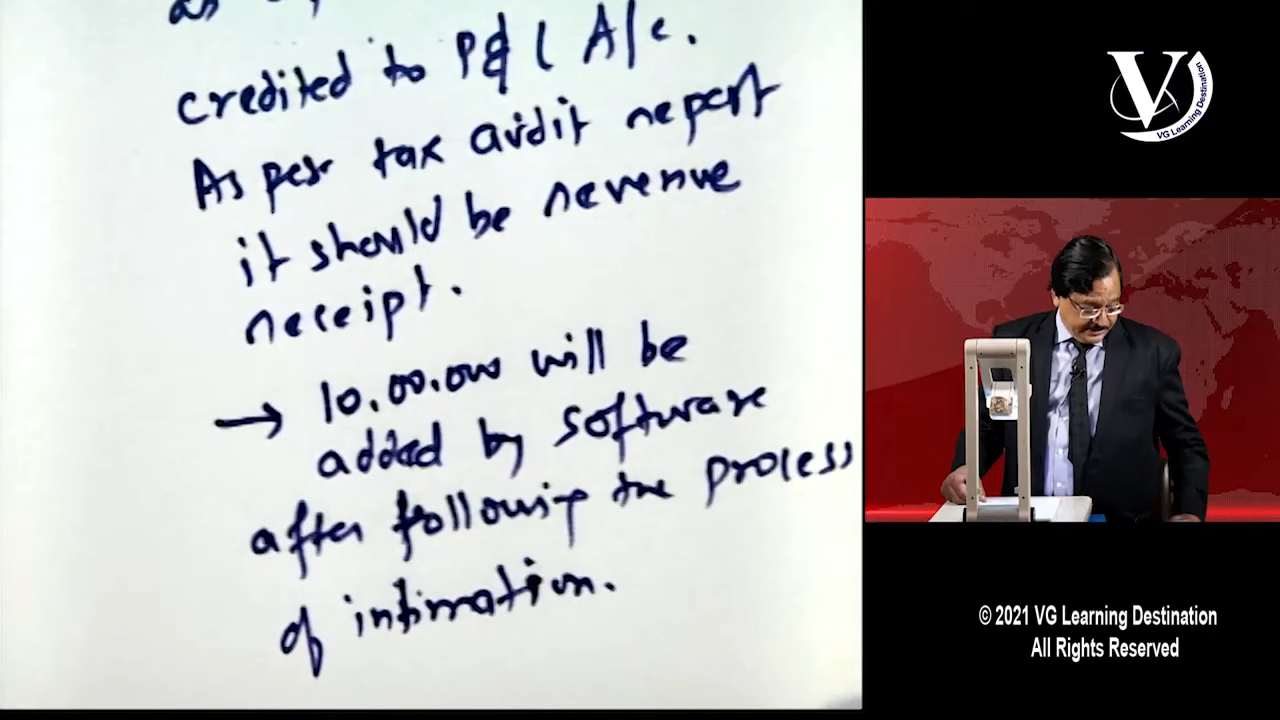 as
credited to P&L A/c.
As per tax audit report
it should be revenue
receipt.
→ 10,00,000 will be
added by software
after following the process
of intimation.
V
VG Learning Destination
© 2021 VG Learning Destination
All Rights Reserved